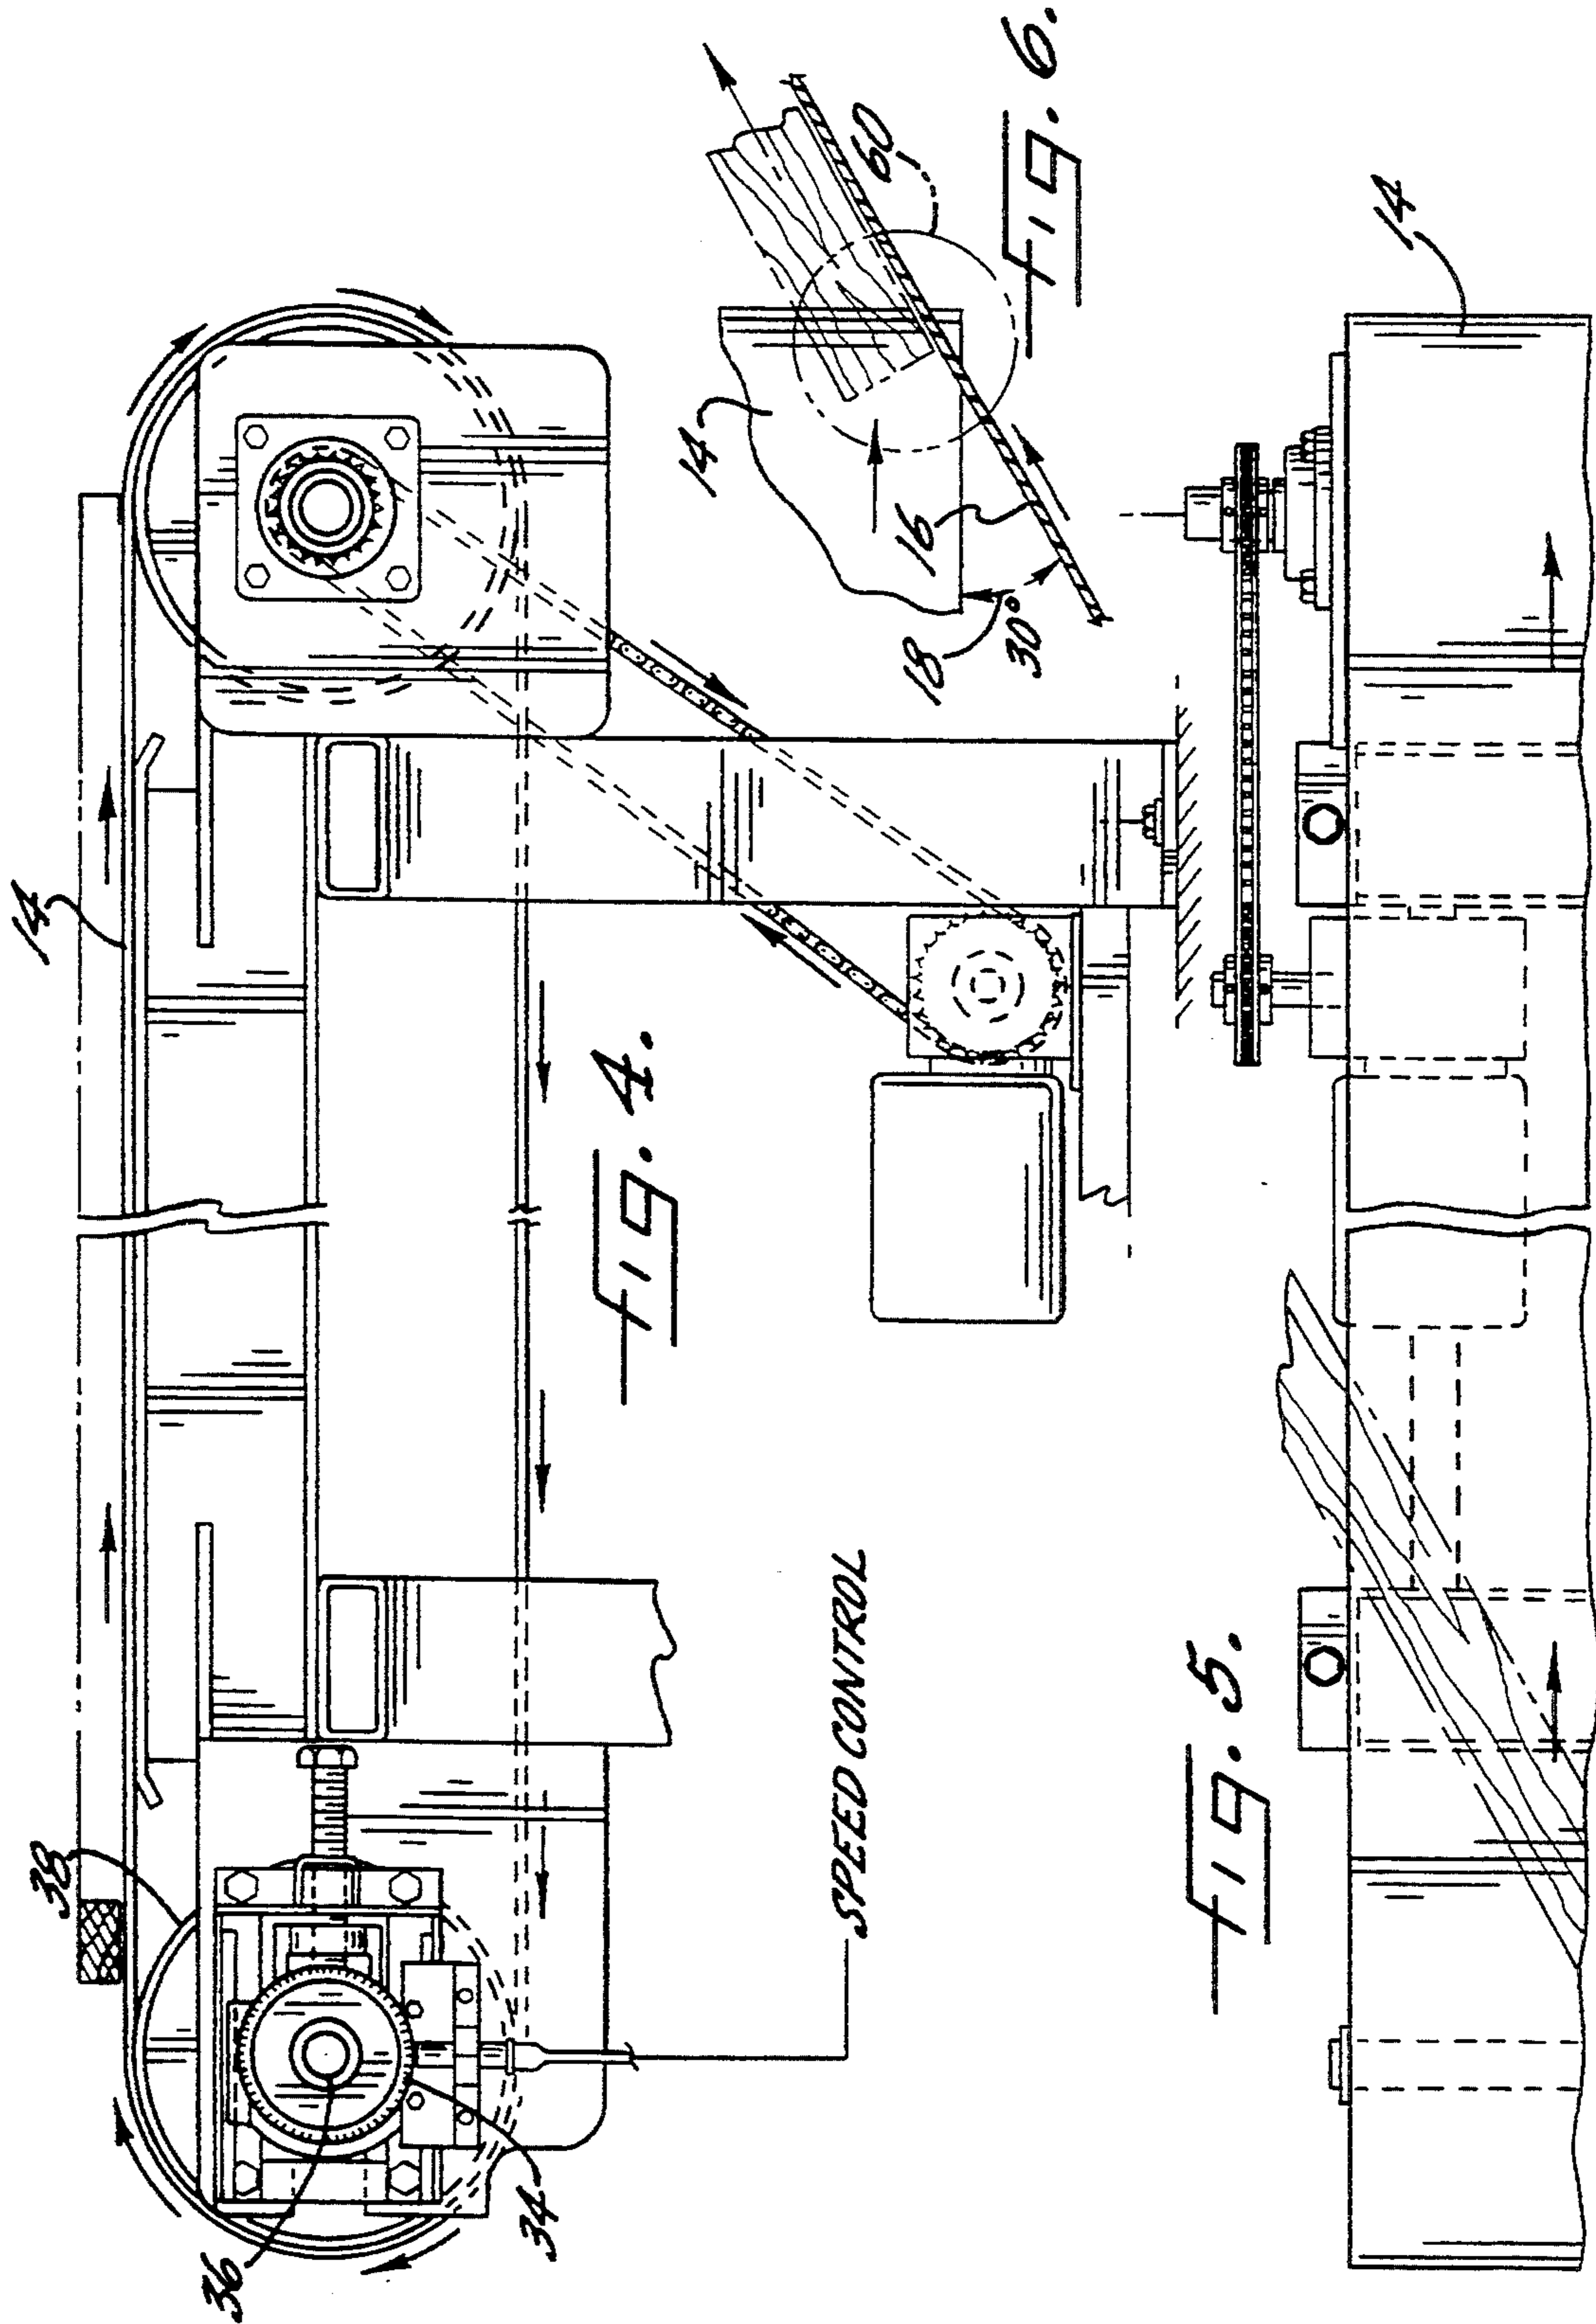 14
38
36
34
SPEED CONTROL
Fig. 4.
14
16
18
30°
60
Fig. 6.
14
Fig. 5.